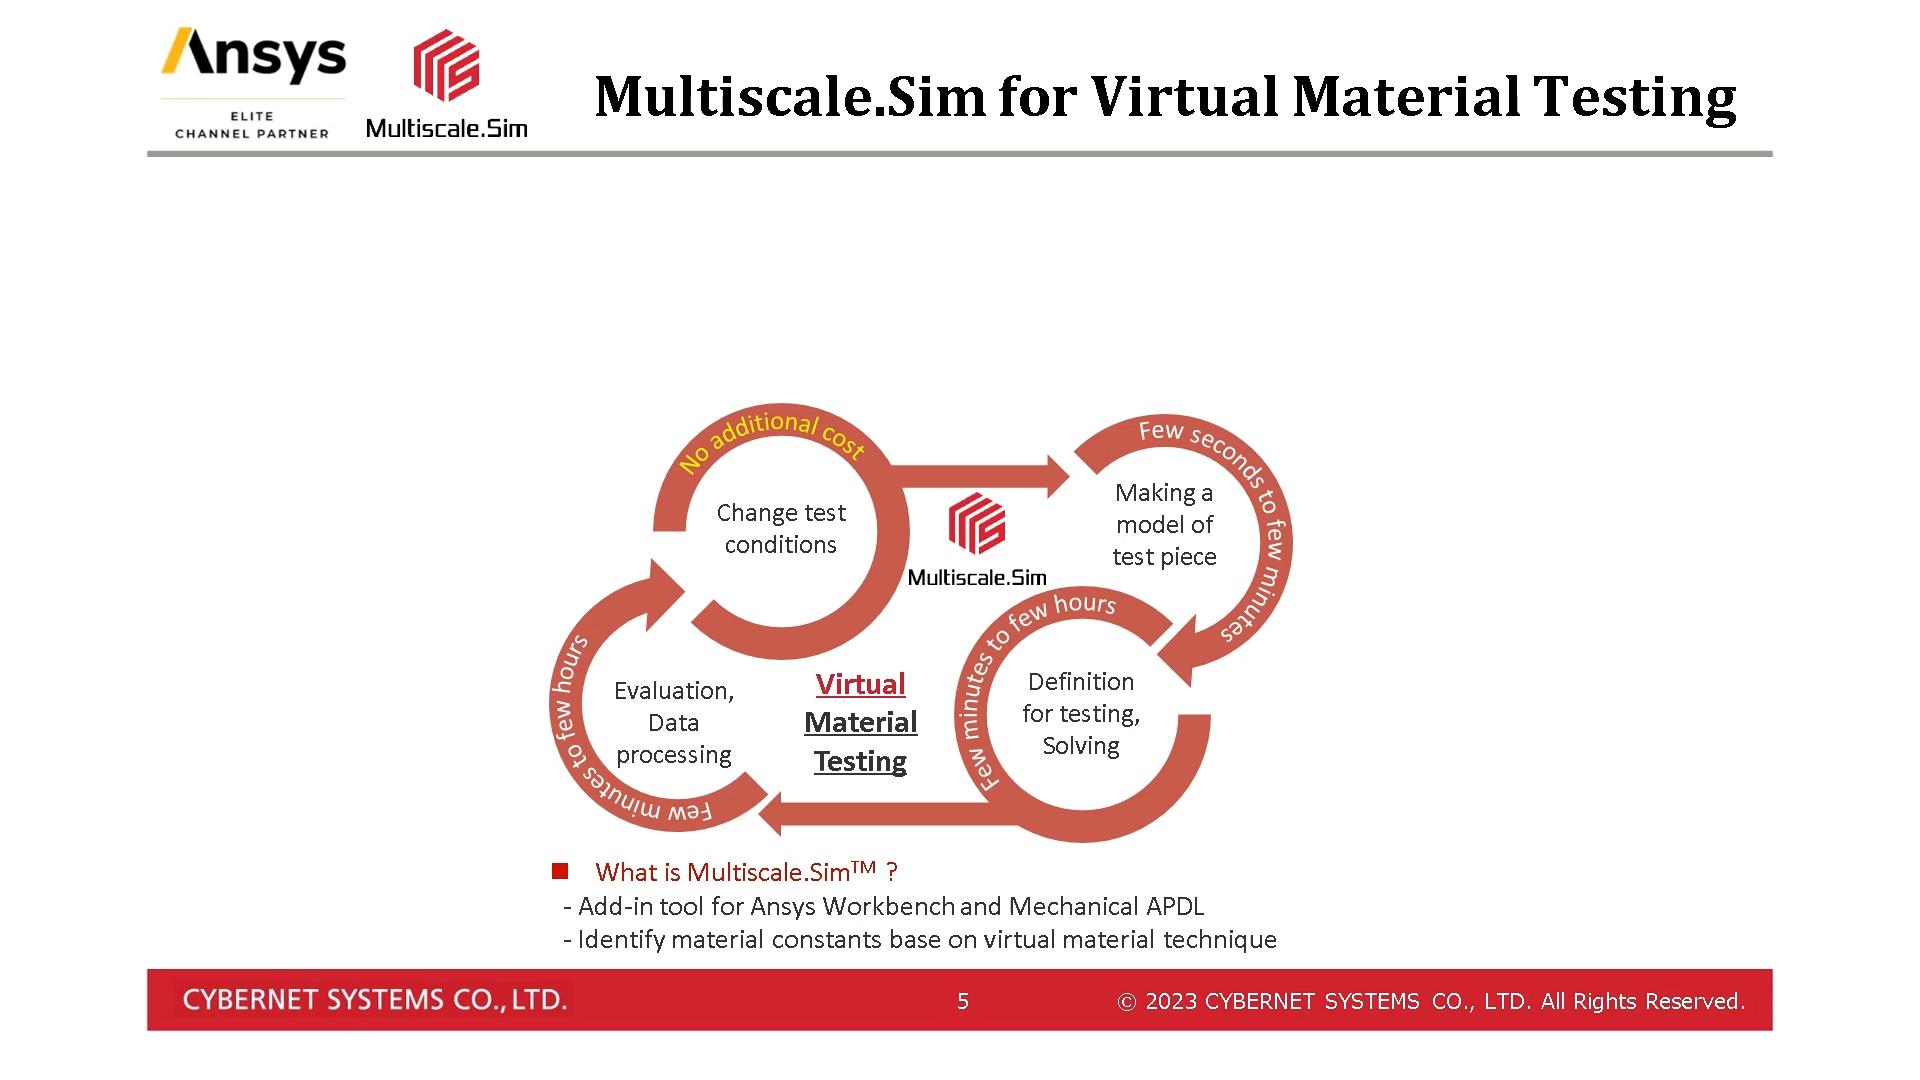 Ansys
ELITE
CHANNEL PARTNER
Multiscale.Sim
Multiscale.Sim for Virtual Material Testing
No additional cost
Change test
conditions
Few seconds to few minutes
Making a
model of
test piece
Multiscale.Sim
Few minutes to few hours
Definition
for testing,
Solving
Few minutes to few hours
Evaluation,
Data
processing
Virtual
Material
Testing
■ What is Multiscale.Sim™ ?
- Add-in tool for Ansys Workbench and Mechanical APDL
- Identify material constants base on virtual material technique
CYBERNET SYSTEMS CO., LTD.
5
© 2023 CYBERNET SYSTEMS CO., LTD. All Rights Reserved.